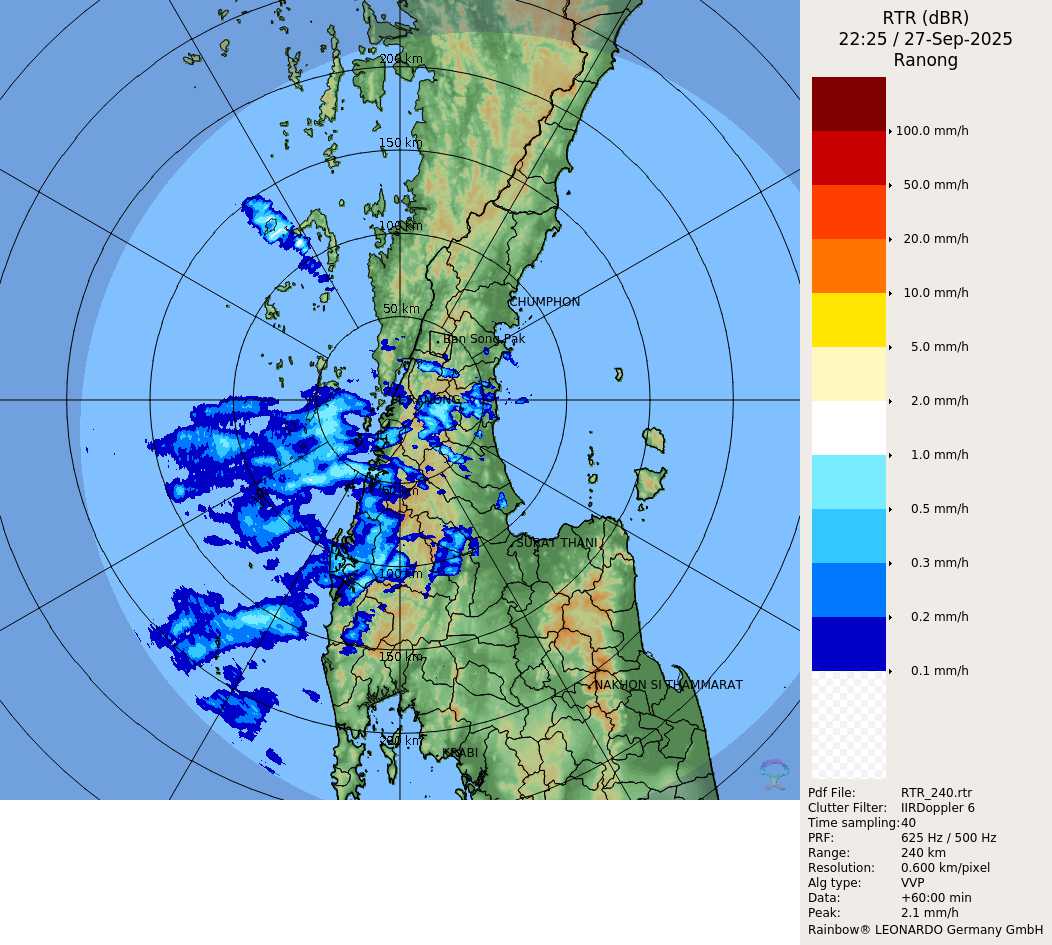 RTR (dBR)
22:25 / 27-Sep-2025
Ranong
200 km
150 km
100 km
50 km
CHUMPHON
Ban Song Pak
RANONG
SURAT THANI
100 km
150 km
NAKHON SI THAMMARAT
200 km
KRABI
100.0 mm/h
50.0 mm/h
20.0 mm/h
10.0 mm/h
5.0 mm/h
2.0 mm/h
1.0 mm/h
0.5 mm/h
0.3 mm/h
0.2 mm/h
0.1 mm/h
Pdf File: RTR_240.rtr
Clutter Filter: IIRDoppler 6
Time sampling: 40
PRF: 625 Hz / 500 Hz
Range: 240 km
Resolution: 0.600 km/pixel
Alg type: VVP
Data: +60:00 min
Peak: 2.1 mm/h
Rainbow® LEONARDO Germany GmbH